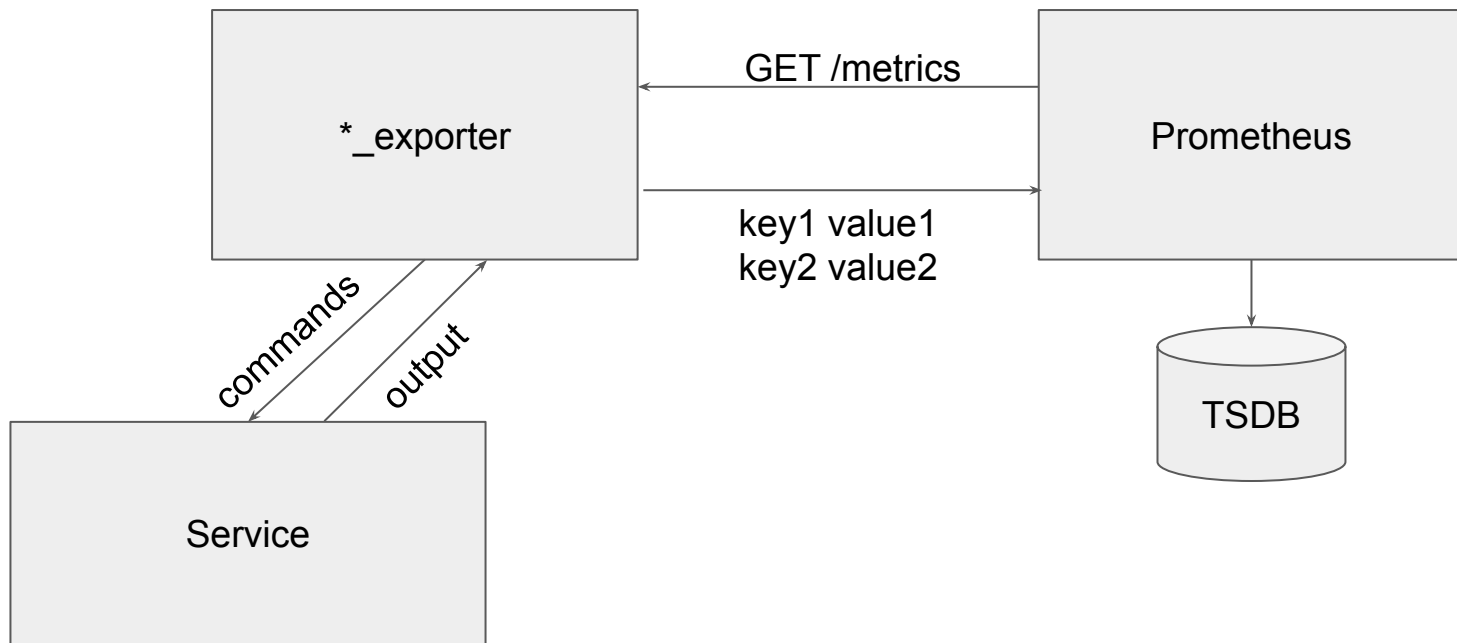 GET /metrics
*_exporter
Prometheus
key1 value1
key2 value2
commands
output
TSDB
Service